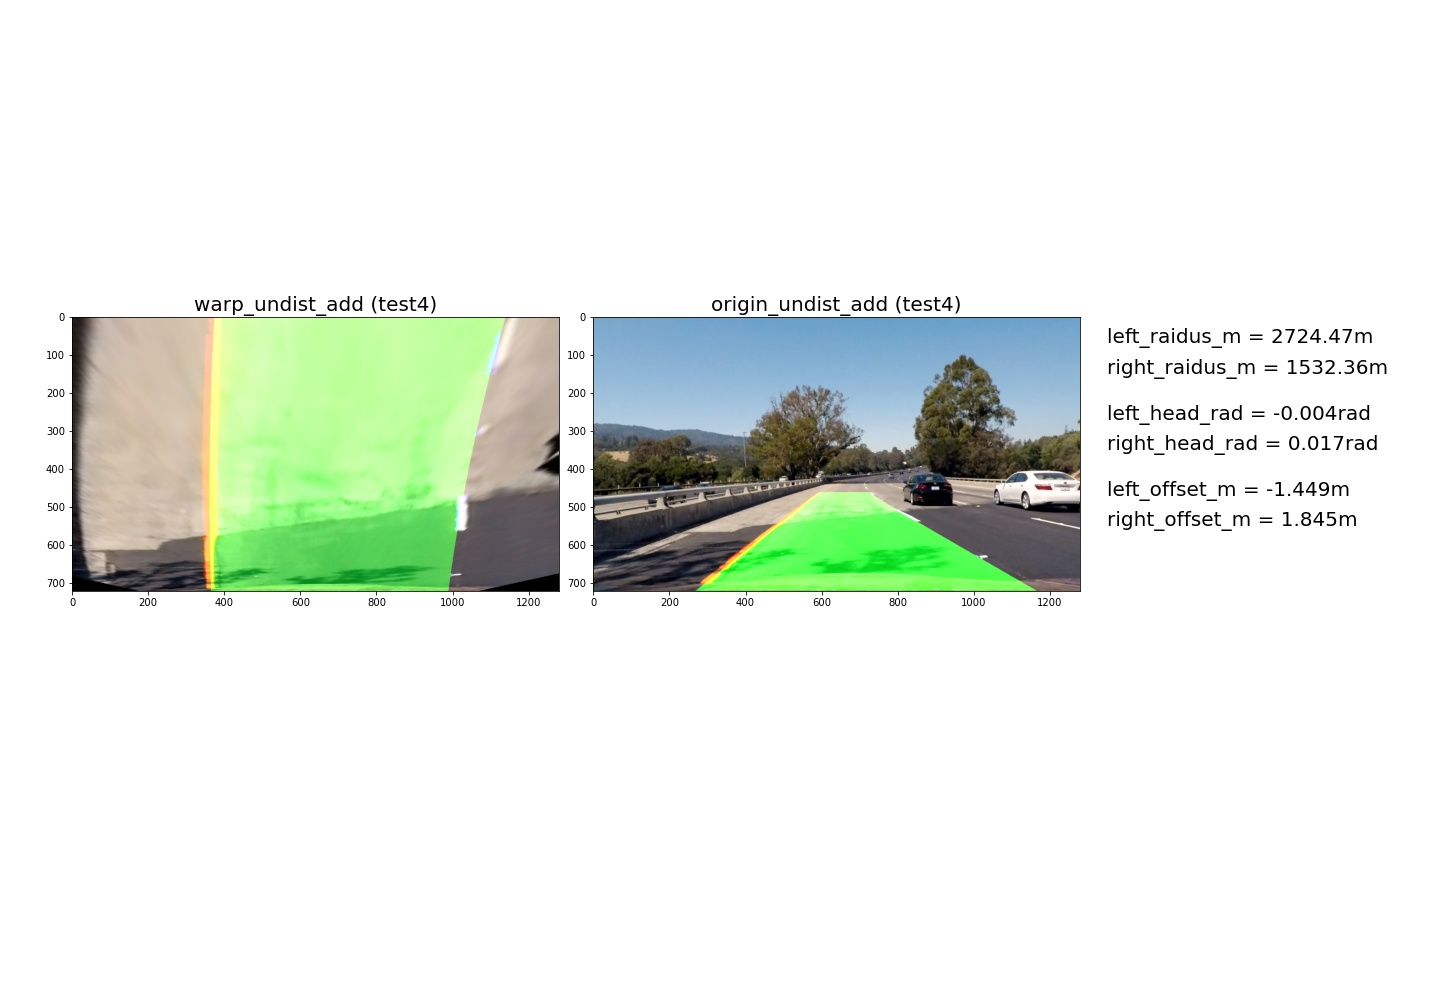 warp_undist_add (test4)
0
100
200
300
400
500
600
700
0 200 400 600 800 1000 1200
origin_undist_add (test4)
0
100
200
300
400
500
600
700
0 200 400 600 800 1000 1200
left_raidus_m = 2724.47m
right_raidus_m = 1532.36m
left_head_rad = -0.004rad
right_head_rad = 0.017rad
left_offset_m = -1.449m
right_offset_m = 1.845m